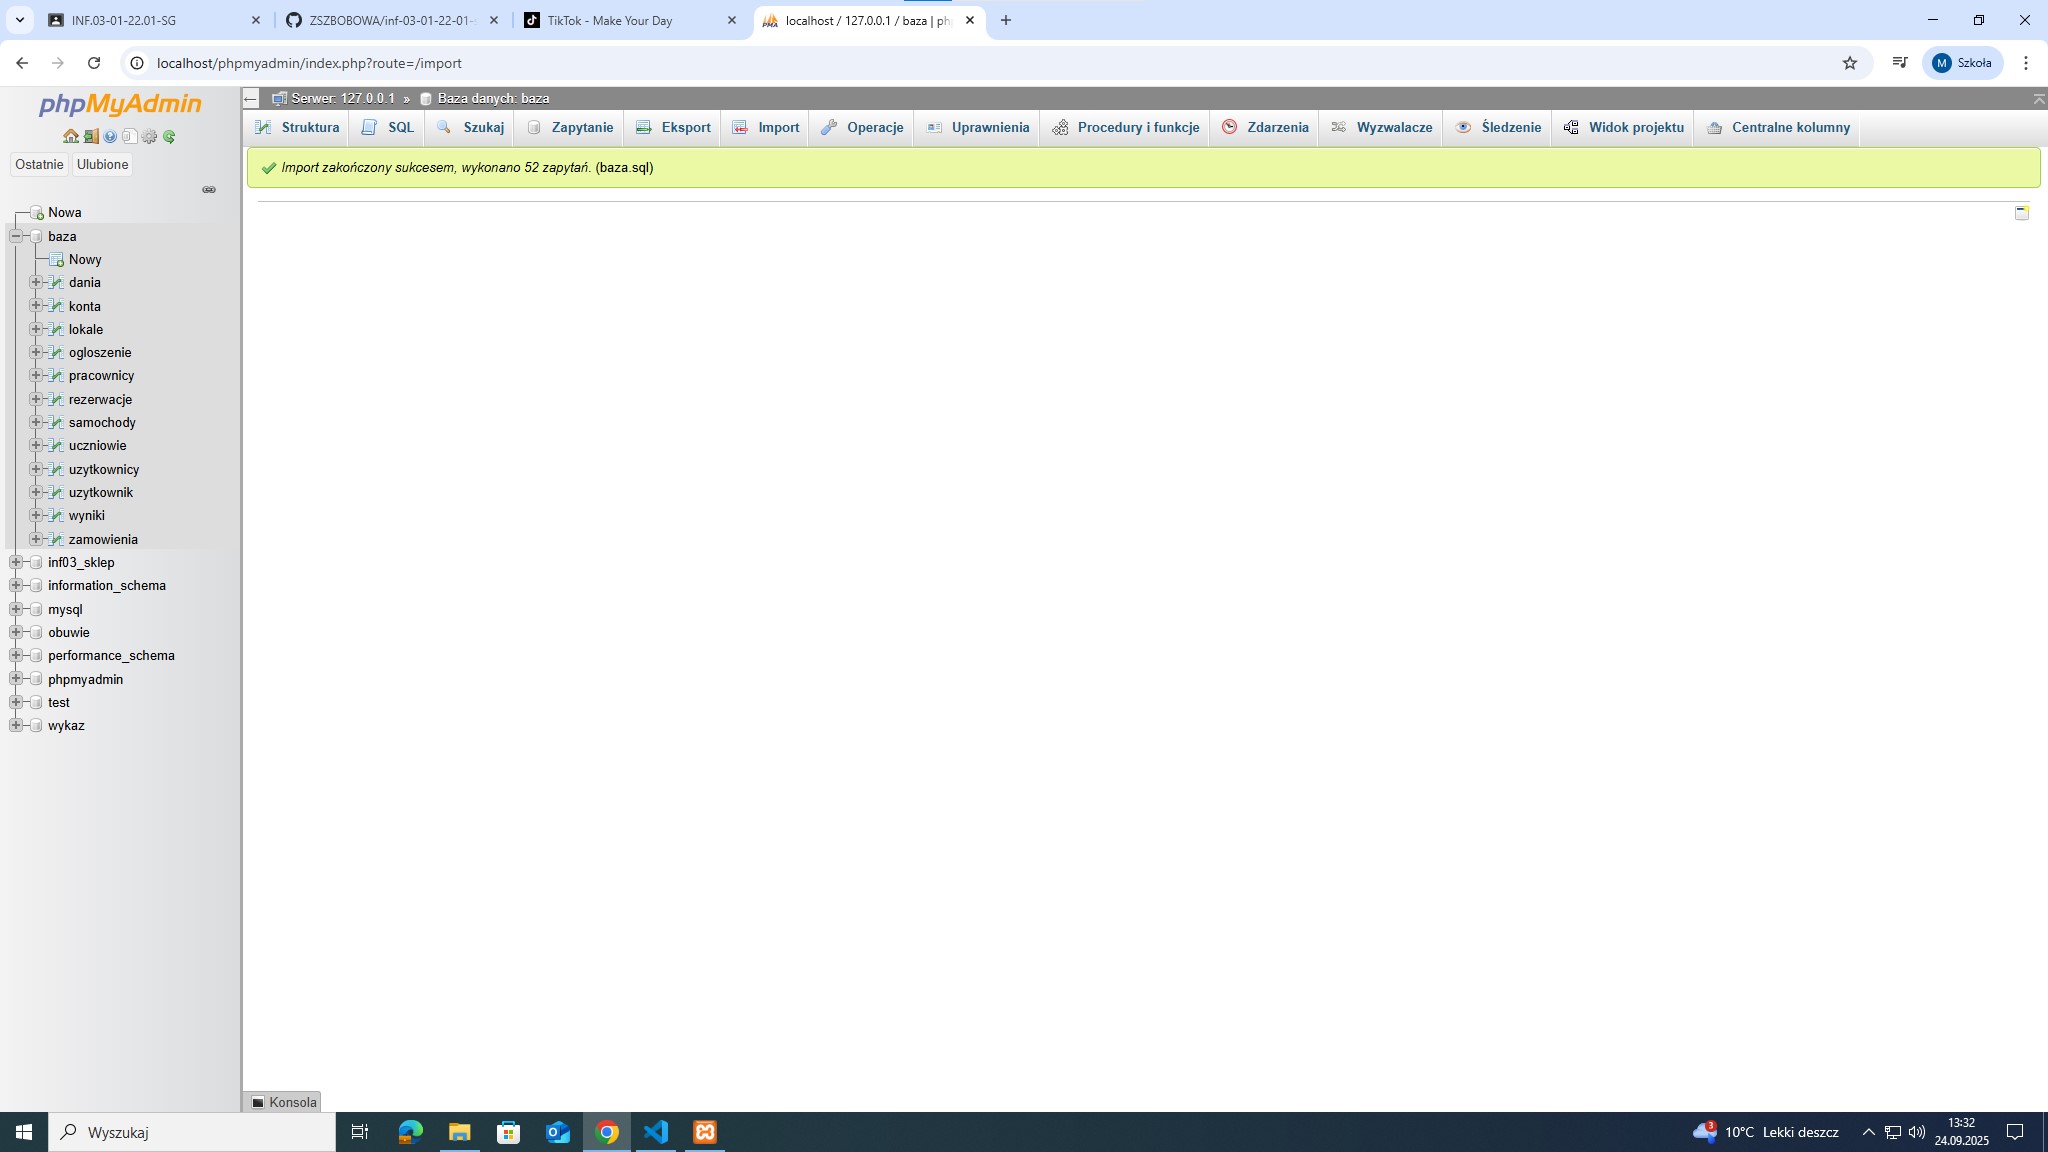 INF.03-01-22.01-SG
ZSZBOBOWA/inf-03-01-22-01-
TikTok - Make Your Day
localhost / 127.0.0.1 / baza | ph
localhost/phpmyadmin/index.php?route=/import
M Szkoła
phpMyAdmin
Serwer: 127.0.0.1 » Baza danych: baza
Struktura SQL Szukaj Zapytanie Eksport Import Operacje Uprawnienia Procedury i funkcje Zdarzenia Wyzwalacze Śledzenie Widok projektu Centralne kolumny
Ostatnie Ulubione
Import zakończony sukcesem, wykonano 52 zapytań. (baza.sql)
Nowa
baza
Nowy
dania
konta
lokale
ogloszenie
pracownicy
rezerwacje
samochody
uczniowie
uzytkownicy
uzytkownik
wyniki
zamowienia
inf03_sklep
information_schema
mysql
obuwie
performance_schema
phpmyadmin
test
wykaz
Konsola
Wyszukaj
3
10°C Lekki deszcz
13:32
24.09.2025